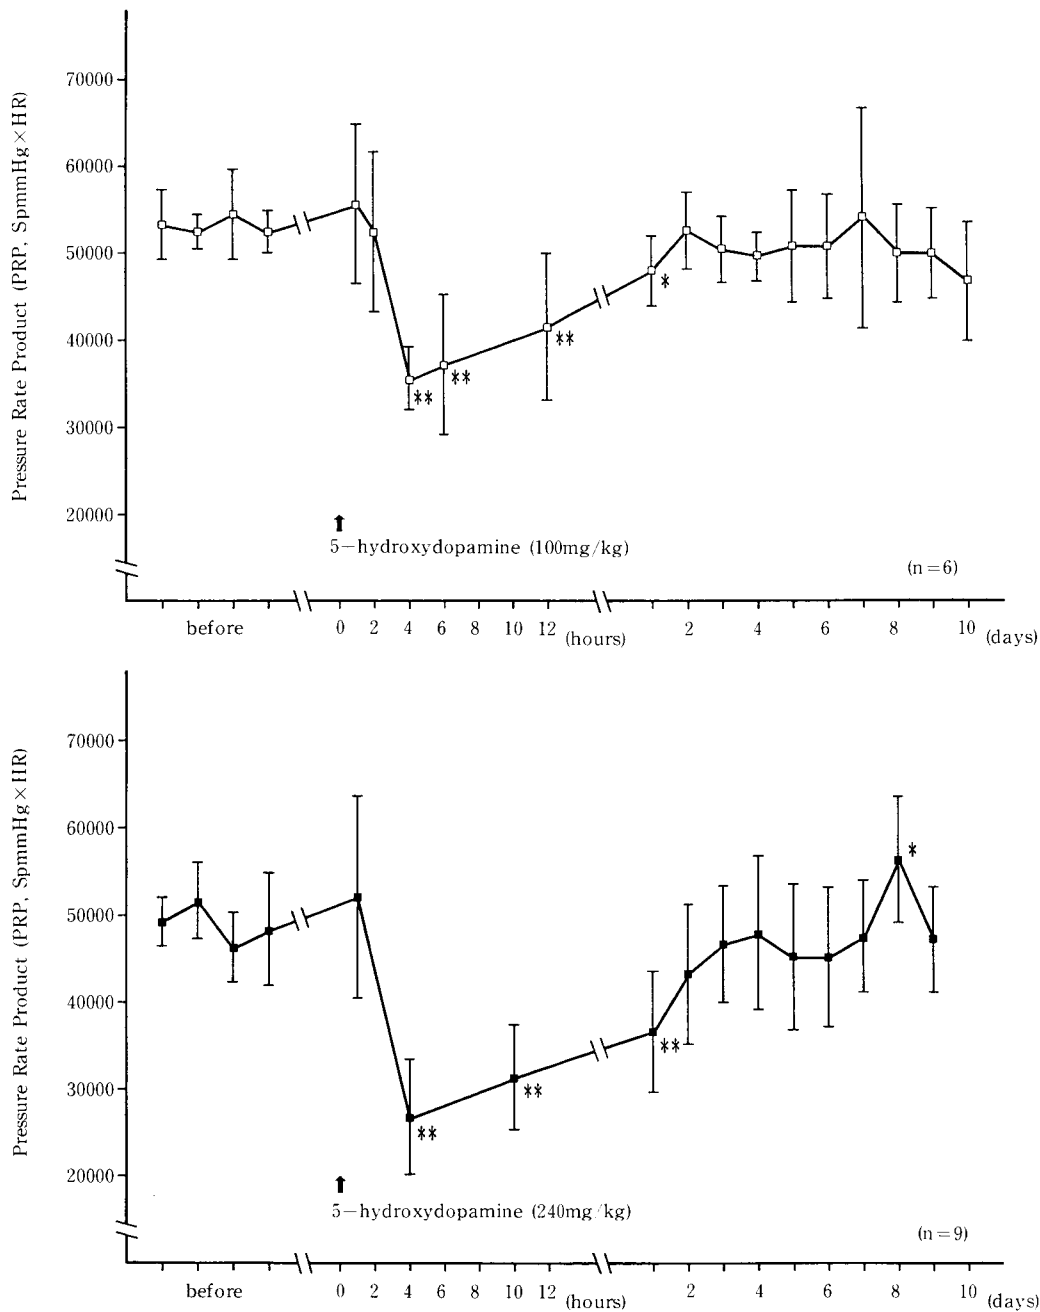 Pressure Rate Product (PRP, SpmmHg×HR)
70000
60000
50000
40000
30000
20000
**
**
**
*
5-hydroxydopamine (100mg/kg)
(n=6)
before
0 2 4 6 8 10 12 (hours) 2 4 6 8 10 (days)
Pressure Rate Product (PRP, SpmmHg×HR)
70000
60000
50000
40000
30000
20000
**
**
**
*
5-hydroxydopamine (240mg/kg)
(n=9)
before
0 2 4 6 8 10 12 (hours) 2 4 6 8 10 (days)